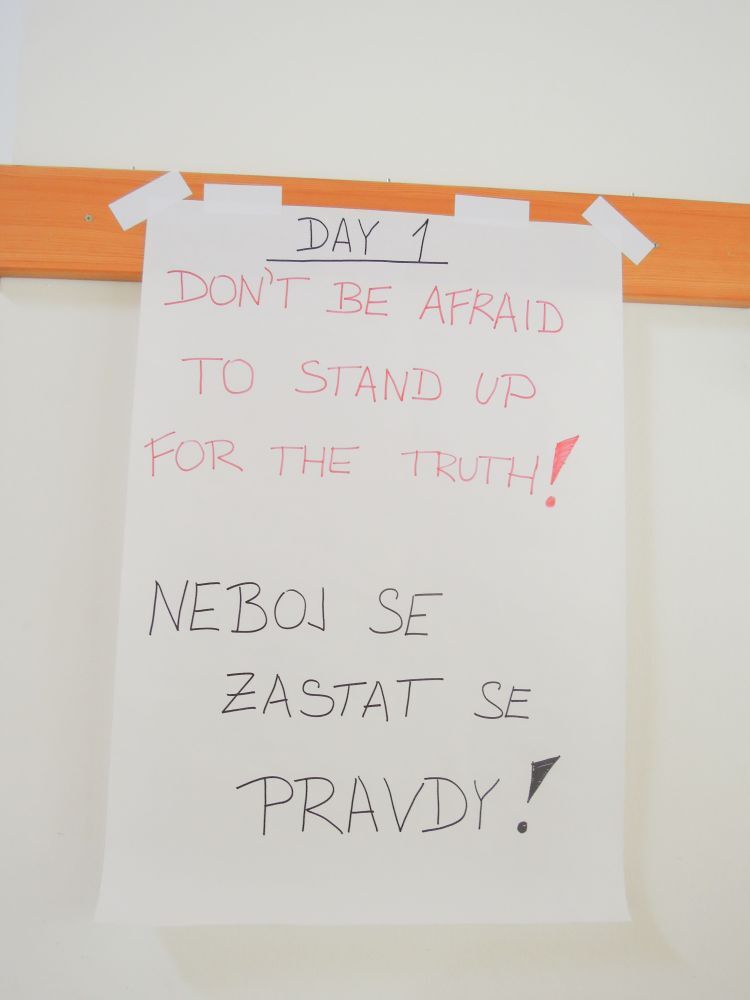 DAY 1
DON'T BE AFRAID
TO STAND UP
FOR THE TRUTH!
NEBOJ SE
ZASTAT SE
PRAVDY!